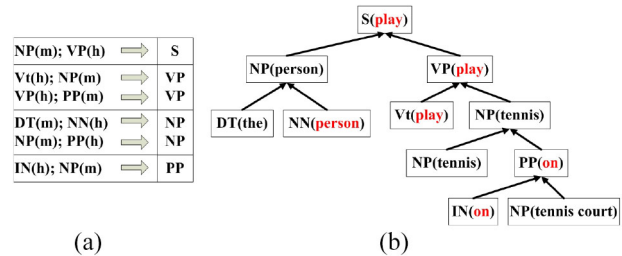 NP(m); VP(h) S
Vt(h); NP(m) VP
VP(h); PP(m) VP
DT(m); NN(h) NP
NP(m); PP(h) NP
IN(h); NP(m) PP
(a)
S(play)
NP(person) VP(play)
DT(the) NN(person) Vt(play) NP(tennis)
NP(tennis) PP(on)
IN(on) NP(tennis court)
(b)